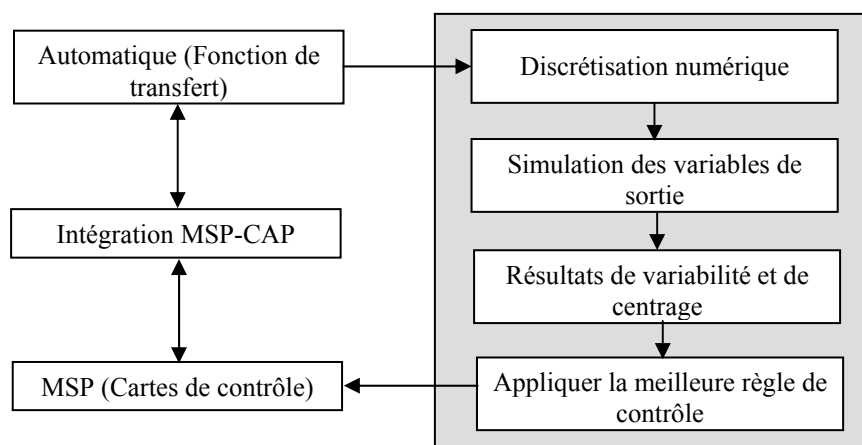 Automatique (Fonction de
transfert)
Intégration MSP-CAP
MSP (Cartes de contrôle)
Discrétisation numérique
Simulation des variables de
sortie
Résultats de variabilité et de
centrage
Appliquer la meilleure règle de
contrôle